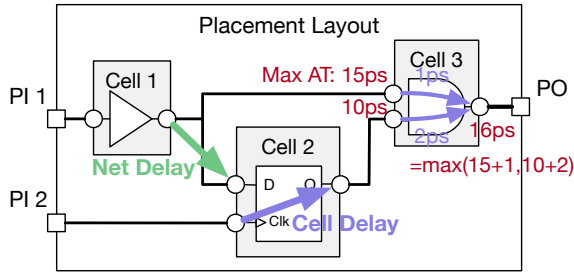 Placement Layout
Cell 3
Cell 1
Max AT: 15ps
1ps
PI 1
PO
10ps
2ps
16ps
Cell 2
=max(15+1,10+2)
Net Delay
D
Q
PI 2
Clk
Cell Delay